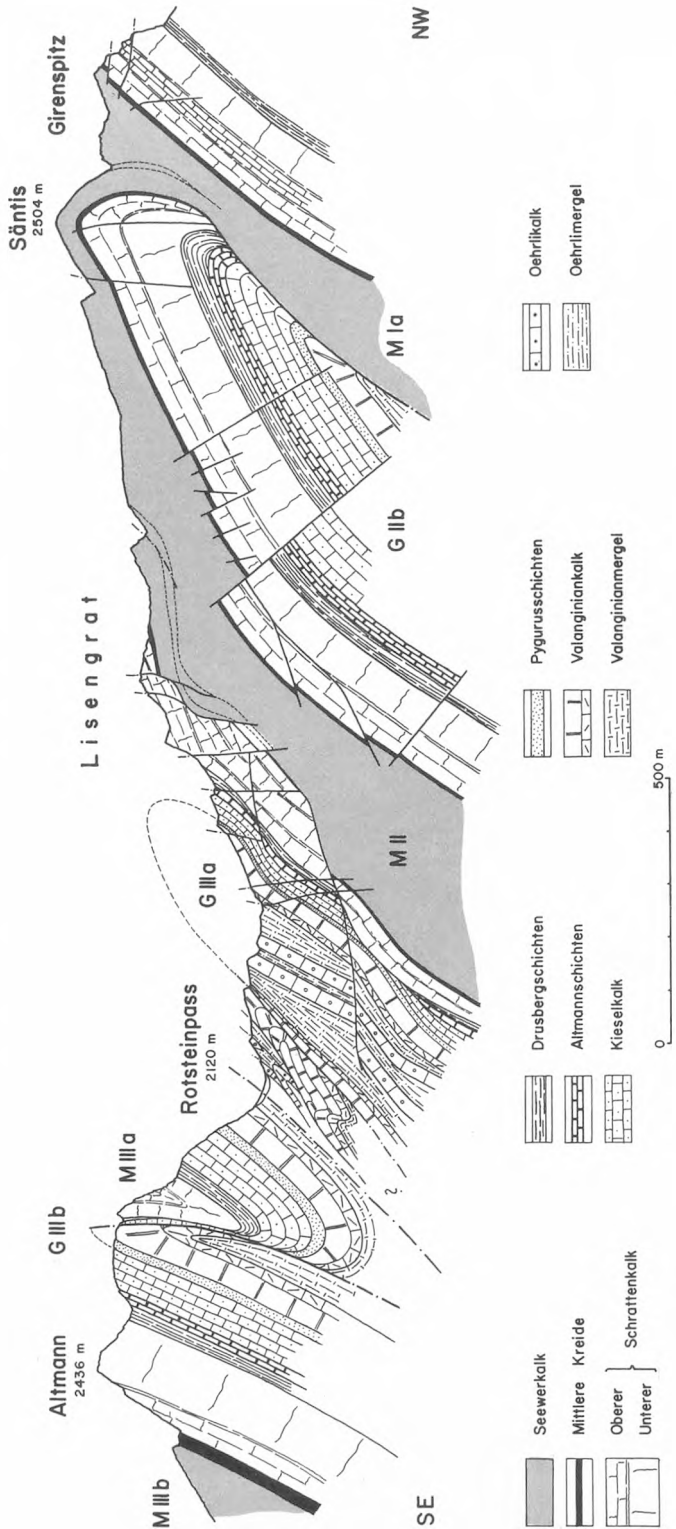 Altmann
2436 m
G IIIb
M IIIa
Rotsteinpass
2120 m
G IIIa
Lisengrat
Säntis
2504 m
Girenspitz
M IIIb
?
M II
G IIb
M Ia
SE
NW
Seewerkalk
Mittlere Kreide
Oberer
Unterer
} Schrattenkalk
Drusbergschichten
Altmannschichten
Kieselkalk
Pygurusschichten
Valanginiankalk
Valanginianmergel
Oehrlikalk
Oehrlimergel
0 500 m